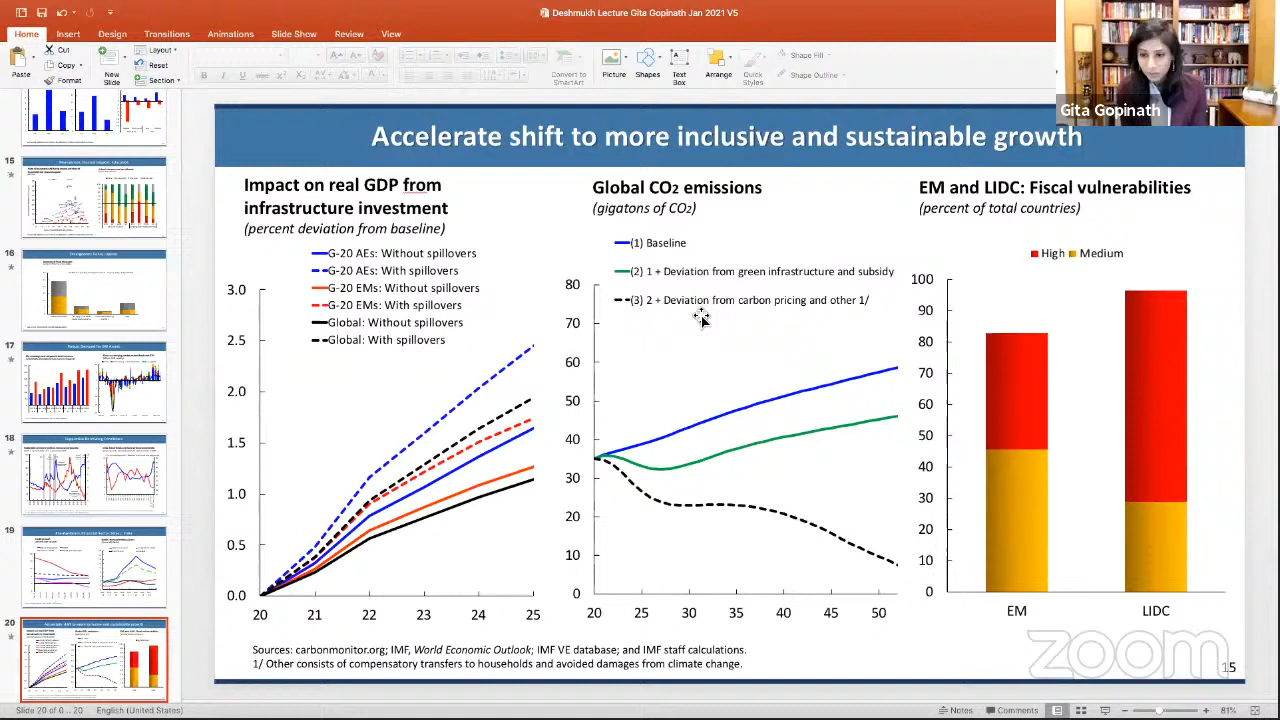 Deshmukh Lecture Gita Gopinath Jan 2021 V5
Home Insert Design Transitions Animations Slide Show Review View
Paste
Cut
Copy
Format
New
Slide
Layout
Reset
Section
B I U
Convert to
SmartArt
Picture
Shapes
Text
Box
Arrange
Quick
Styles
Shape Fill
Shape Outline
Gita Gopinath
15
16
17
18
19
20
Accelerate shift to more inclusive and sustainable growth
Impact on real GDP from
infrastructure investment
(percent deviation from baseline)
G-20 AEs: Without spillovers
G-20 AEs: With spillovers
G-20 EMs: Without spillovers
G-20 EMs: With spillovers
Global: Without spillovers
Global: With spillovers
3.0
2.5
2.0
1.5
1.0
0.5
0.0
20 21 22 23 24 25
Global CO2 emissions
(gigatons of CO2)
(1) Baseline
(2) 1 + Deviation from green infrastructure and subsidy
(3) 2 + Deviation from carbon pricing and other 1/
80
70
60
50
40
30
20
10
0
20 25 30 35 40 45 50
EM and LIDC: Fiscal vulnerabilities
(percent of total countries)
High Medium
100
90
80
70
60
50
40
30
20
10
0
EM LIDC
Sources: carbonmonitor.org; IMF, World Economic Outlook; IMF VE database; and IMF staff calculations.
1/ Other consists of compensatory transfers to households and avoided damages from climate change.
zoom
15
Slide 20 of 20 English (United States)
Notes Comments 81%